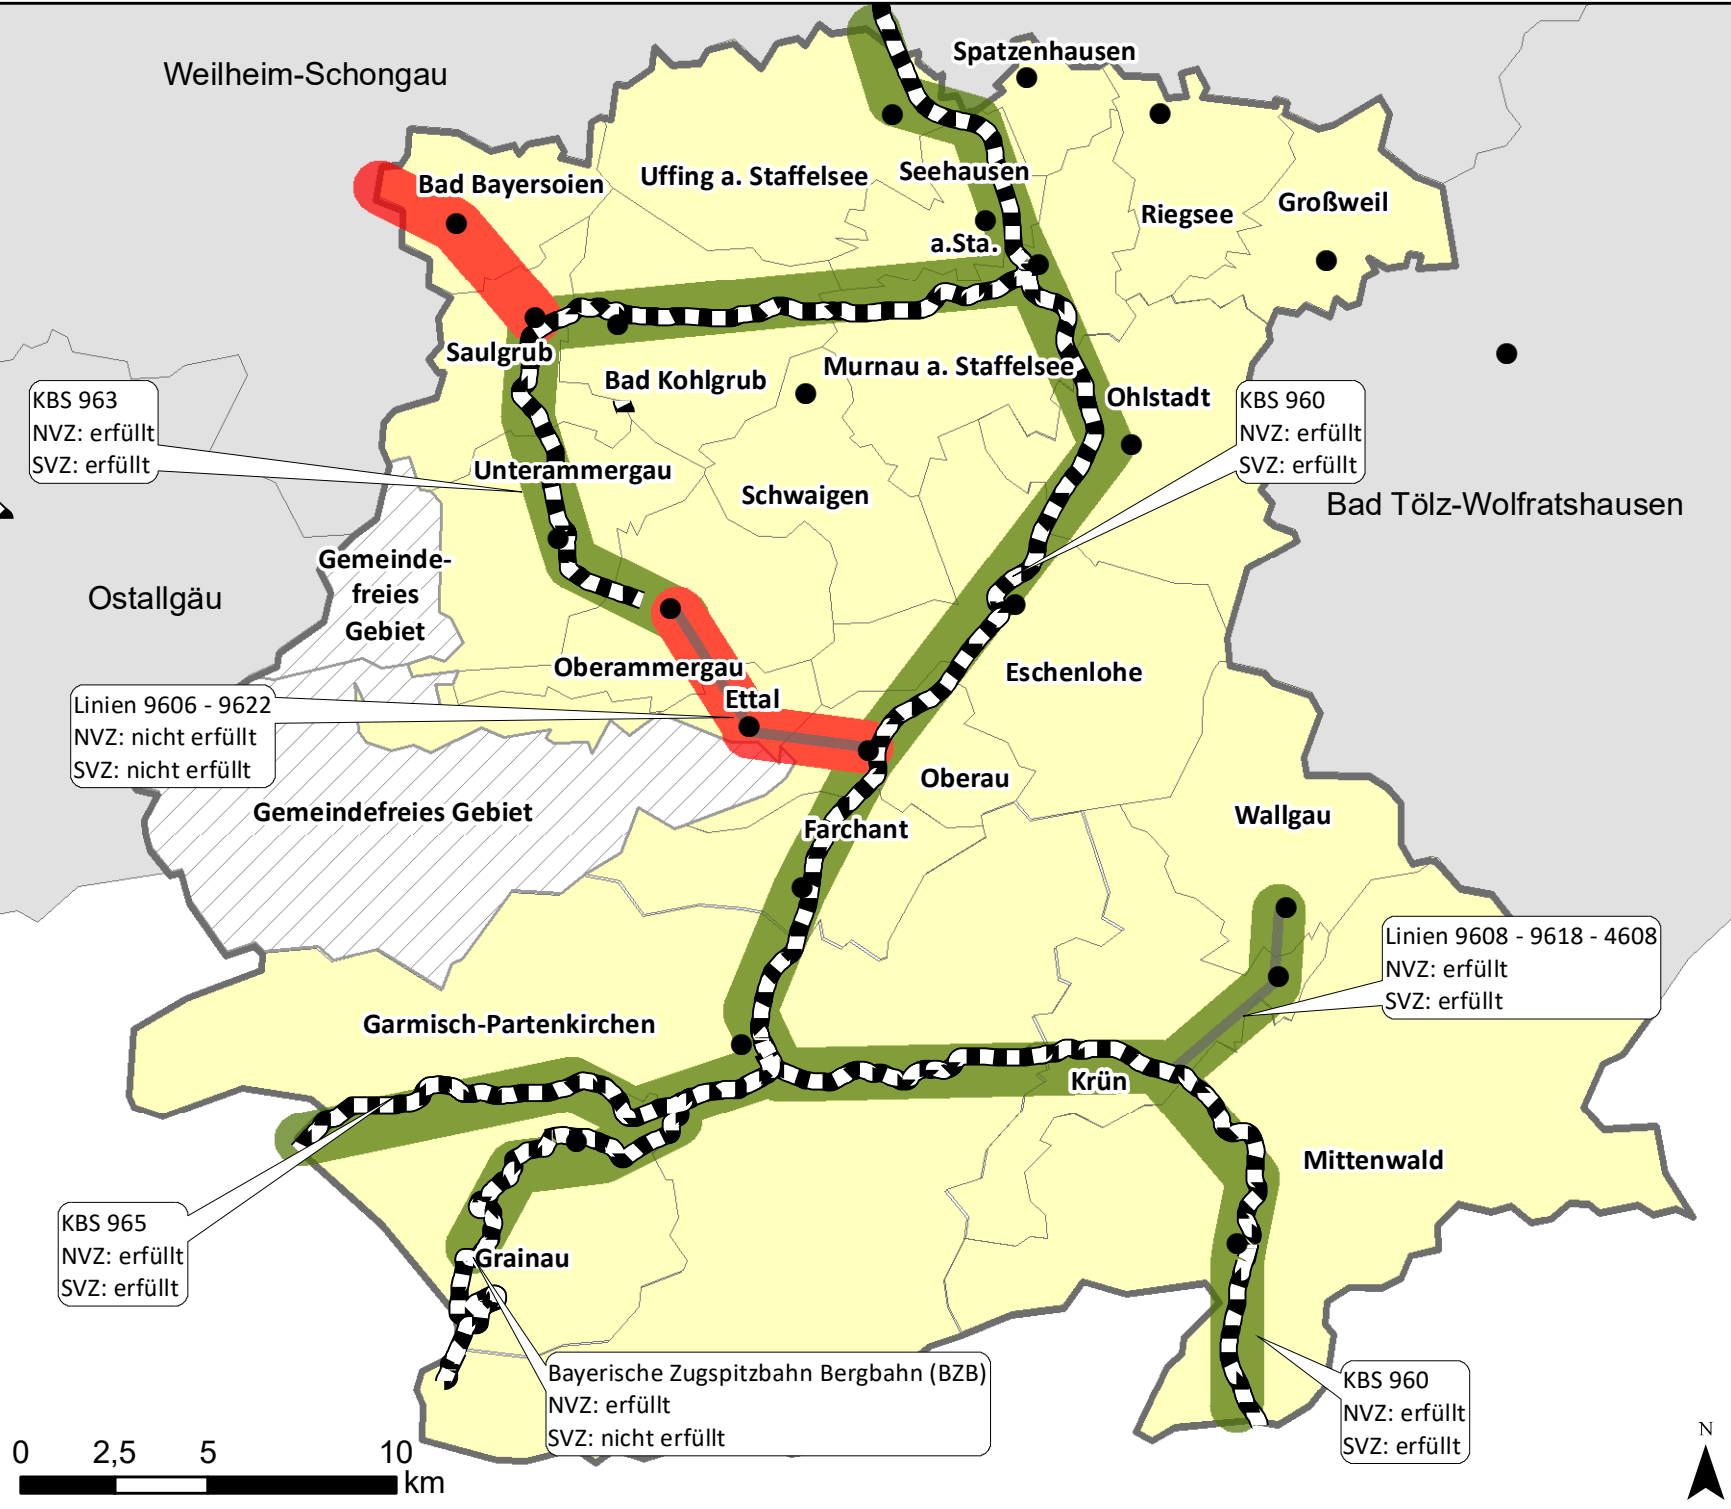 Spatzenhausen
Weilheim-Schongau
Bad Bayersoien
Uffing a. Staffelsee
Seehausen
a.Sta.
Riegsee
Großweil
Saulgrub
Bad Kohlgrub
Murnau a. Staffelsee
Ohlstadt
KBS 963
NVZ: erfüllt
SVZ: erfüllt
KBS 960
NVZ: erfüllt
SVZ: erfüllt
Unterammergau
Schwaigen
Bad Tölz-Wolfratshausen
Gemeinde-
freies
Gebiet
Ostallgäu
Oberammergau
Ettal
Eschenlohe
Linien 9606 - 9622
NVZ: nicht erfüllt
SVZ: nicht erfüllt
Oberau
Gemeindefreies Gebiet
Farchant
Wallgau
Linien 9608 - 9618 - 4608
NVZ: erfüllt
SVZ: erfüllt
Garmisch-Partenkirchen
Krün
Mittenwald
KBS 965
NVZ: erfüllt
SVZ: erfüllt
Grainau
Bayerische Zugspitzbahn Bergbahn (BZB)
NVZ: erfüllt
SVZ: nicht erfüllt
KBS 960
NVZ: erfüllt
SVZ: erfüllt
0 2,5 5 10
km
N